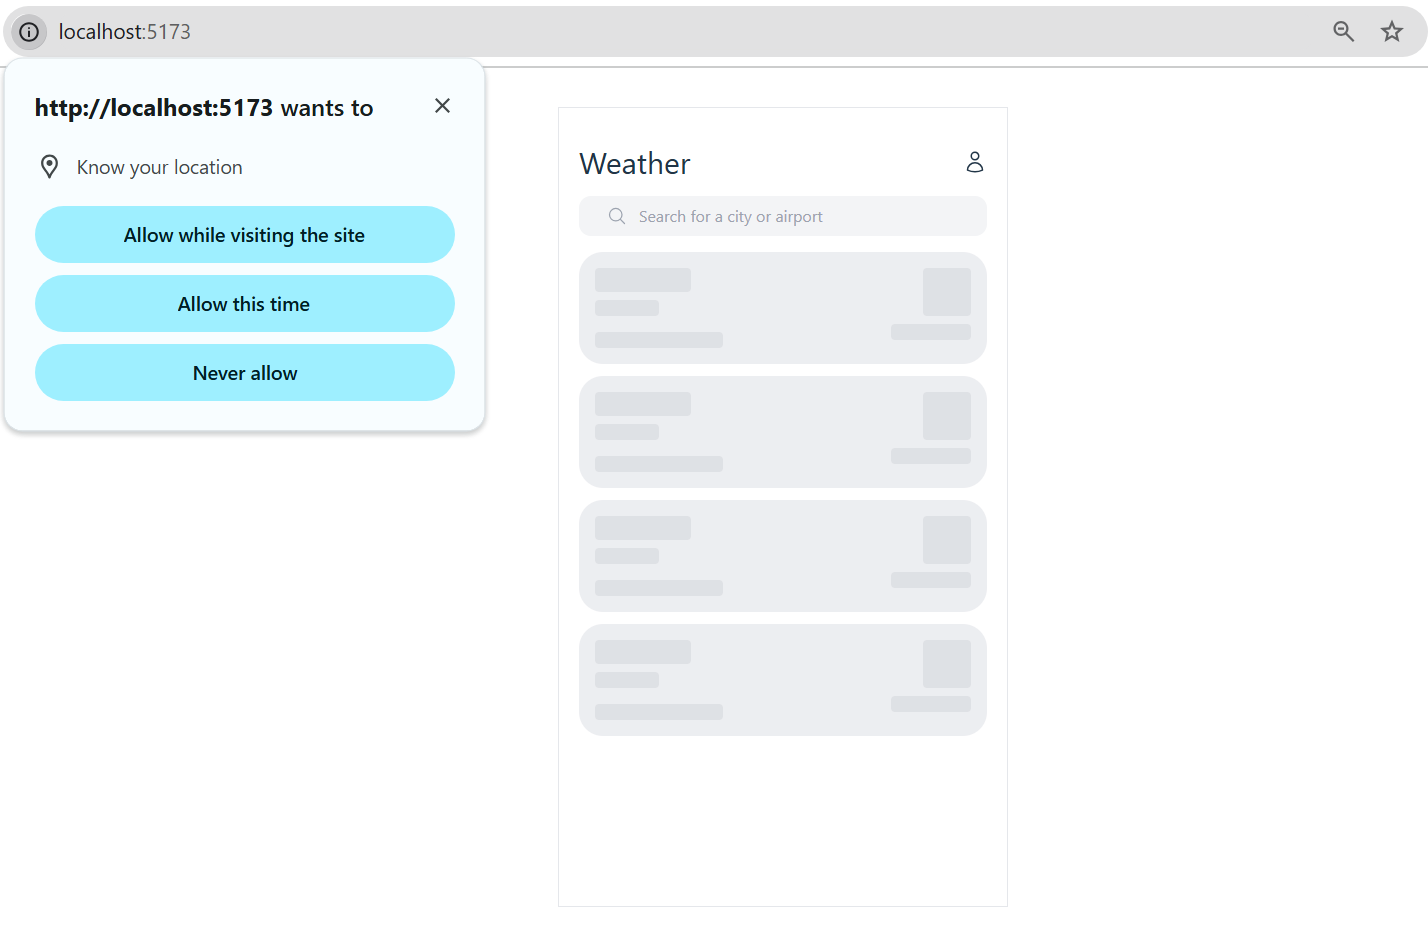 localhost:5173
http://localhost:5173 wants to
Know your location
Allow while visiting the site
Allow this time
Never allow
Weather
Search for a city or airport